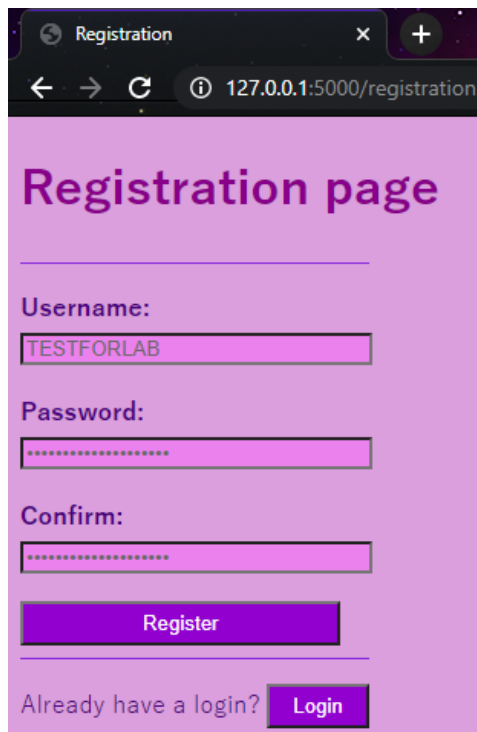 Registration
127.0.0.1:5000/registration
Registration page
Username:
TESTFORLAB
Password:
••••••••••••••••••••
Confirm:
••••••••••••••••••••
Register
Already have a login? Login